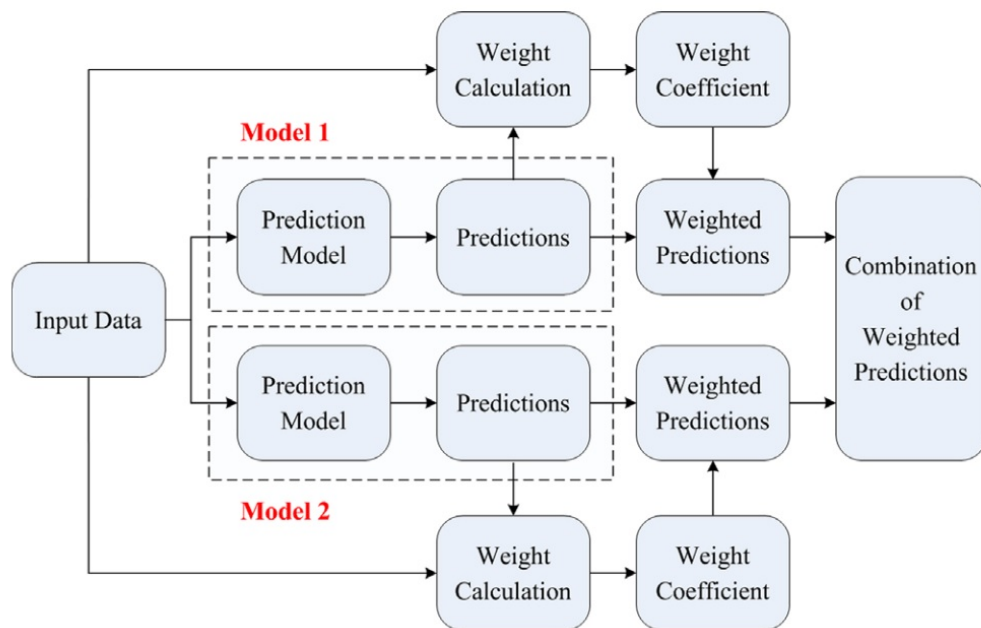 Weight
Calculation
Weight
Coefficient
Model 1
Prediction
Model
Predictions
Weighted
Predictions
Input Data
Combination
of
Weighted
Predictions
Prediction
Model
Predictions
Weighted
Predictions
Model 2
Weight
Calculation
Weight
Coefficient